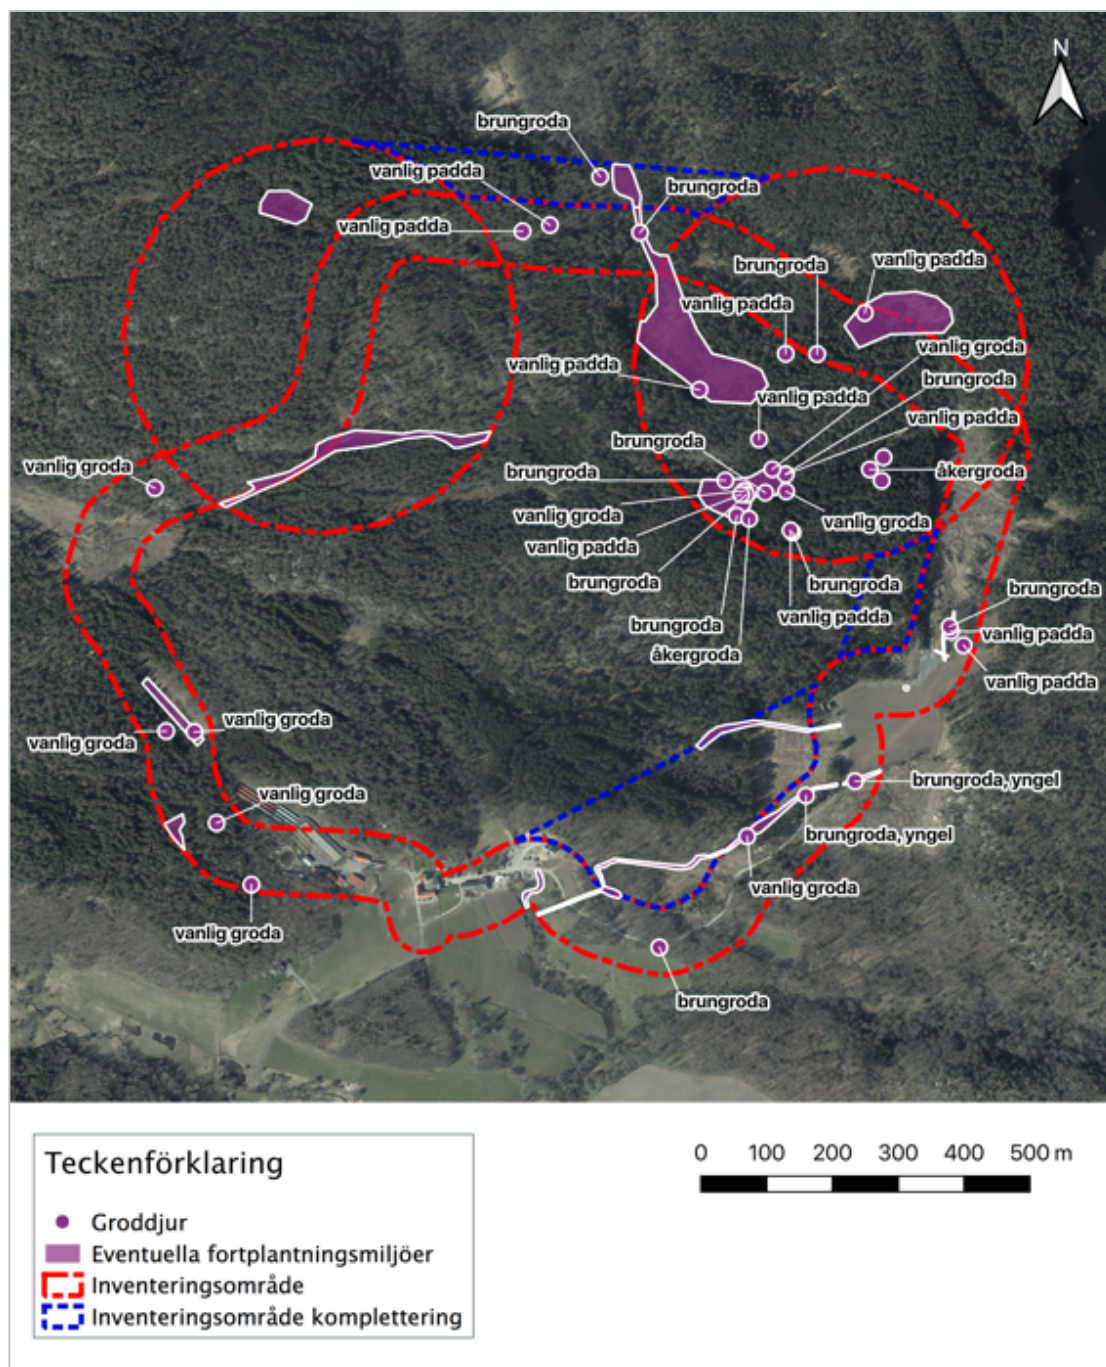 N
brungroda
vanlig padda
brungroda
vanlig padda
brungroda
vanlig padda
vanlig padda
vanlig groda
vanlig padda
brungroda
vanlig padda
vanlig padda
brungroda
vanlig groda
brungroda
åkergroda
vanlig groda
vanlig groda
vanlig padda
brungroda
brungroda
brungroda
vanlig padda
brungroda
vanlig padda
åkergroda
vanlig padda
vanlig groda
vanlig groda
brungroda, yngel
vanlig groda
brungroda, yngel
vanlig groda
vanlig groda
brungroda
Teckenförklaring
Groddjur
Eventuella fortplantningsmiljöer
Inventeringsområde
Inventeringsområde komplettering
0 100 200 300 400 500 m